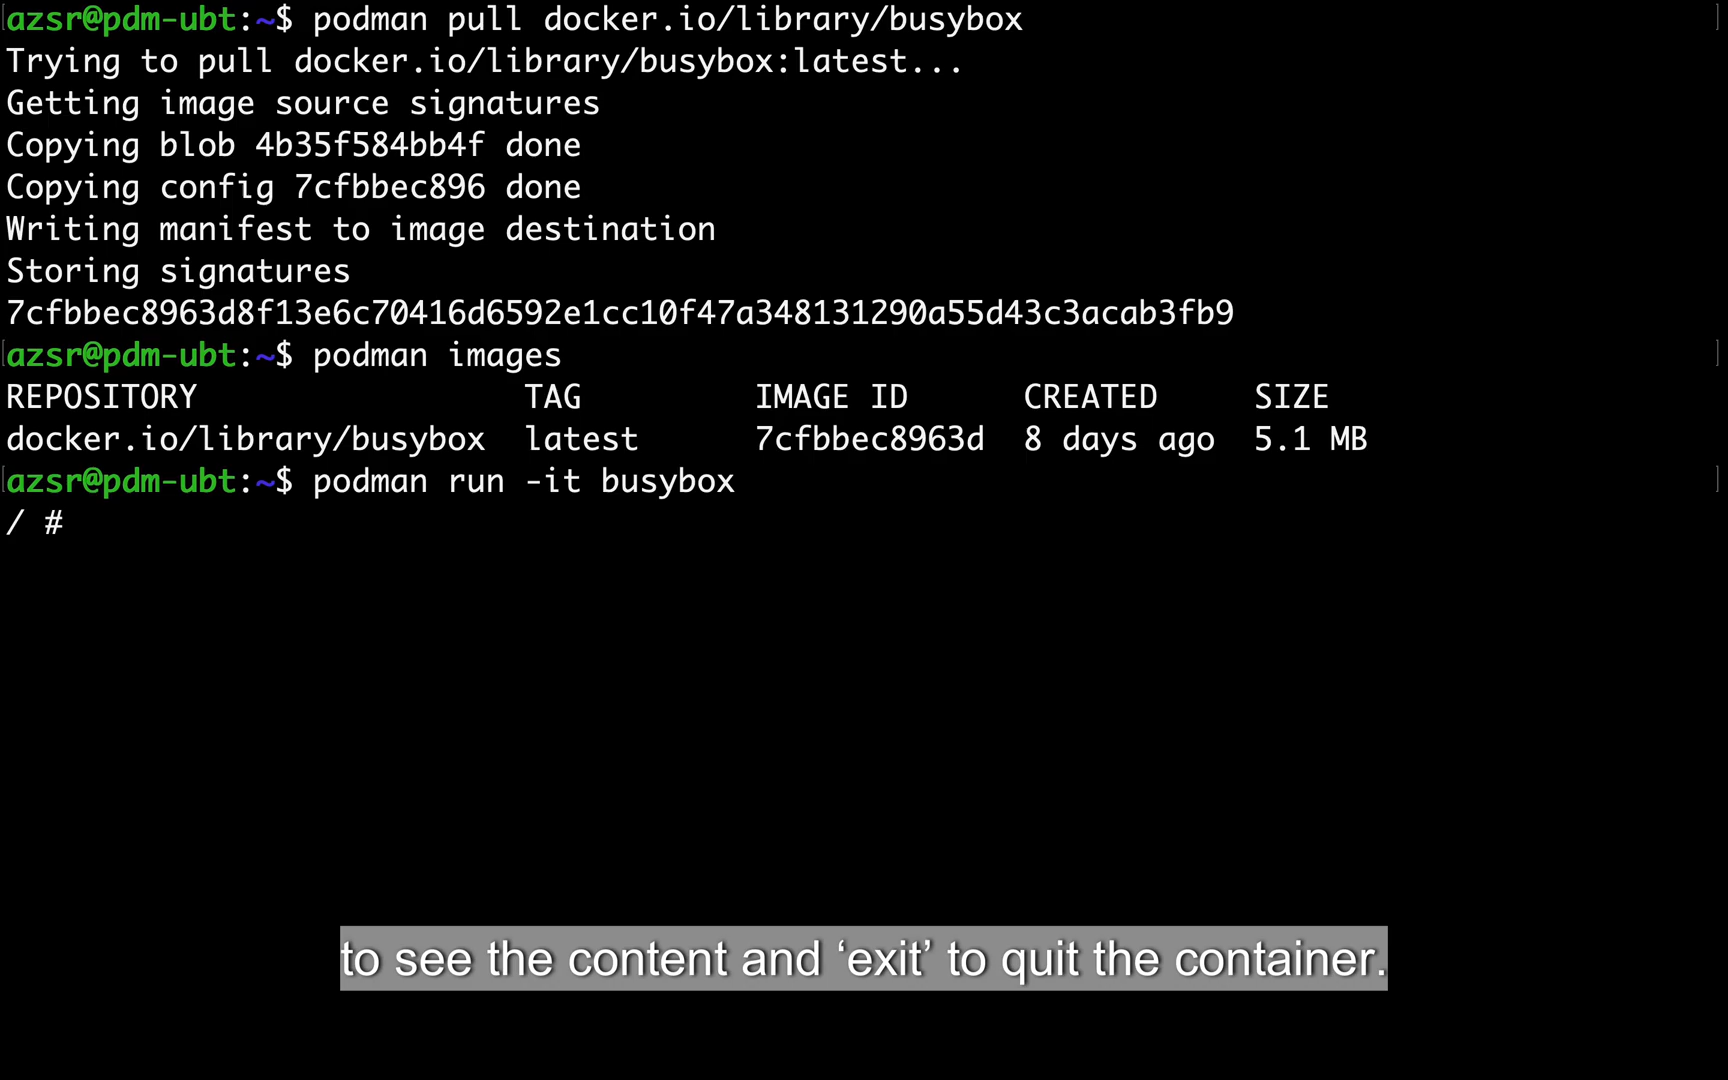 azsr@pdm-ubt:~$ podman pull docker.io/library/busybox
Trying to pull docker.io/library/busybox:latest...
Getting image source signatures
Copying blob 4b35f584bb4f done
Copying config 7cfbbec896 done
Writing manifest to image destination
Storing signatures
7cfbbec8963d8f13e6c70416d6592e1cc10f47a348131290a55d43c3acab3fb9
azsr@pdm-ubt:~$ podman images
REPOSITORY                 TAG         IMAGE ID      CREATED     SIZE
docker.io/library/busybox  latest      7cfbbec8963d  8 days ago  5.1 MB
azsr@pdm-ubt:~$ podman run -it busybox
/ #
to see the content and ‘exit’ to quit the container.